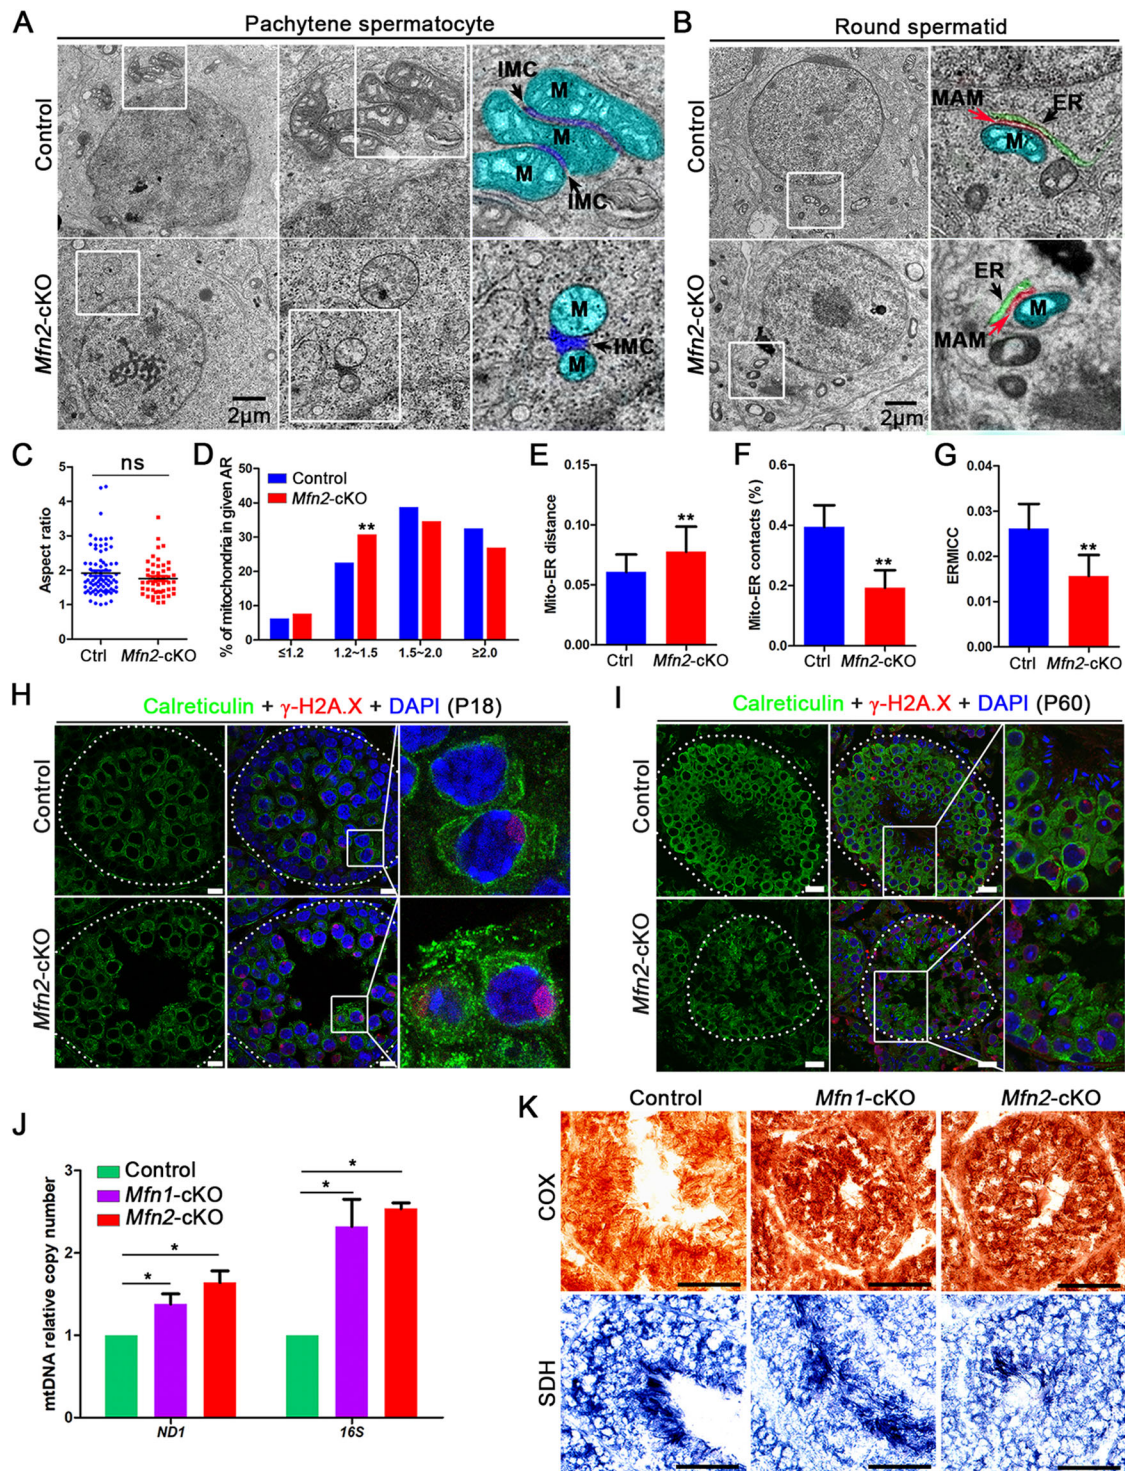 A
Pachytene spermatocyte
Control
IMC
M
M
M
IMC
Mfn2-cKO
2μm
M
IMC
M
B
Round spermatid
Control
MAM
ER
M
Mfn2-cKO
2μm
ER
M
MAM
C
ns
Aspect ratio
5
4
3
2
1
0
Ctrl Mfn2-cKO
D
% of mitochondria in given AR
50
40
30
20
10
0
Control
Mfn2-cKO
**
≤1.2 1.2~1.5 1.5~2.0 ≥2.0
E
Mito-ER distance
0.15
0.10
0.05
0.00
**
Ctrl Mfn2-cKO
F
Mito-ER contacts (%)
0.6
0.4
0.2
0.0
**
Ctrl Mfn2-cKO
G
ERMICC
0.04
0.03
0.02
0.01
0.00
**
Ctrl Mfn2-cKO
H
Calreticulin + γ-H2A.X + DAPI (P18)
Control
Mfn2-cKO
I
Calreticulin + γ-H2A.X + DAPI (P60)
Control
Mfn2-cKO
J
mtDNA relative copy number
3
2
1
0
Control
Mfn1-cKO
Mfn2-cKO
*
*
*
*
ND1 16S
K
Control Mfn1-cKO Mfn2-cKO
COX
SDH